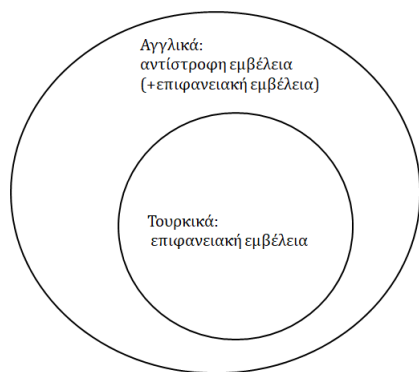 Αγγλικά:
αντίστροφη εμβέλεια
(+επιφανειακή εμβέλεια)
Τουρκικά:
επιφανειακή εμβέλεια